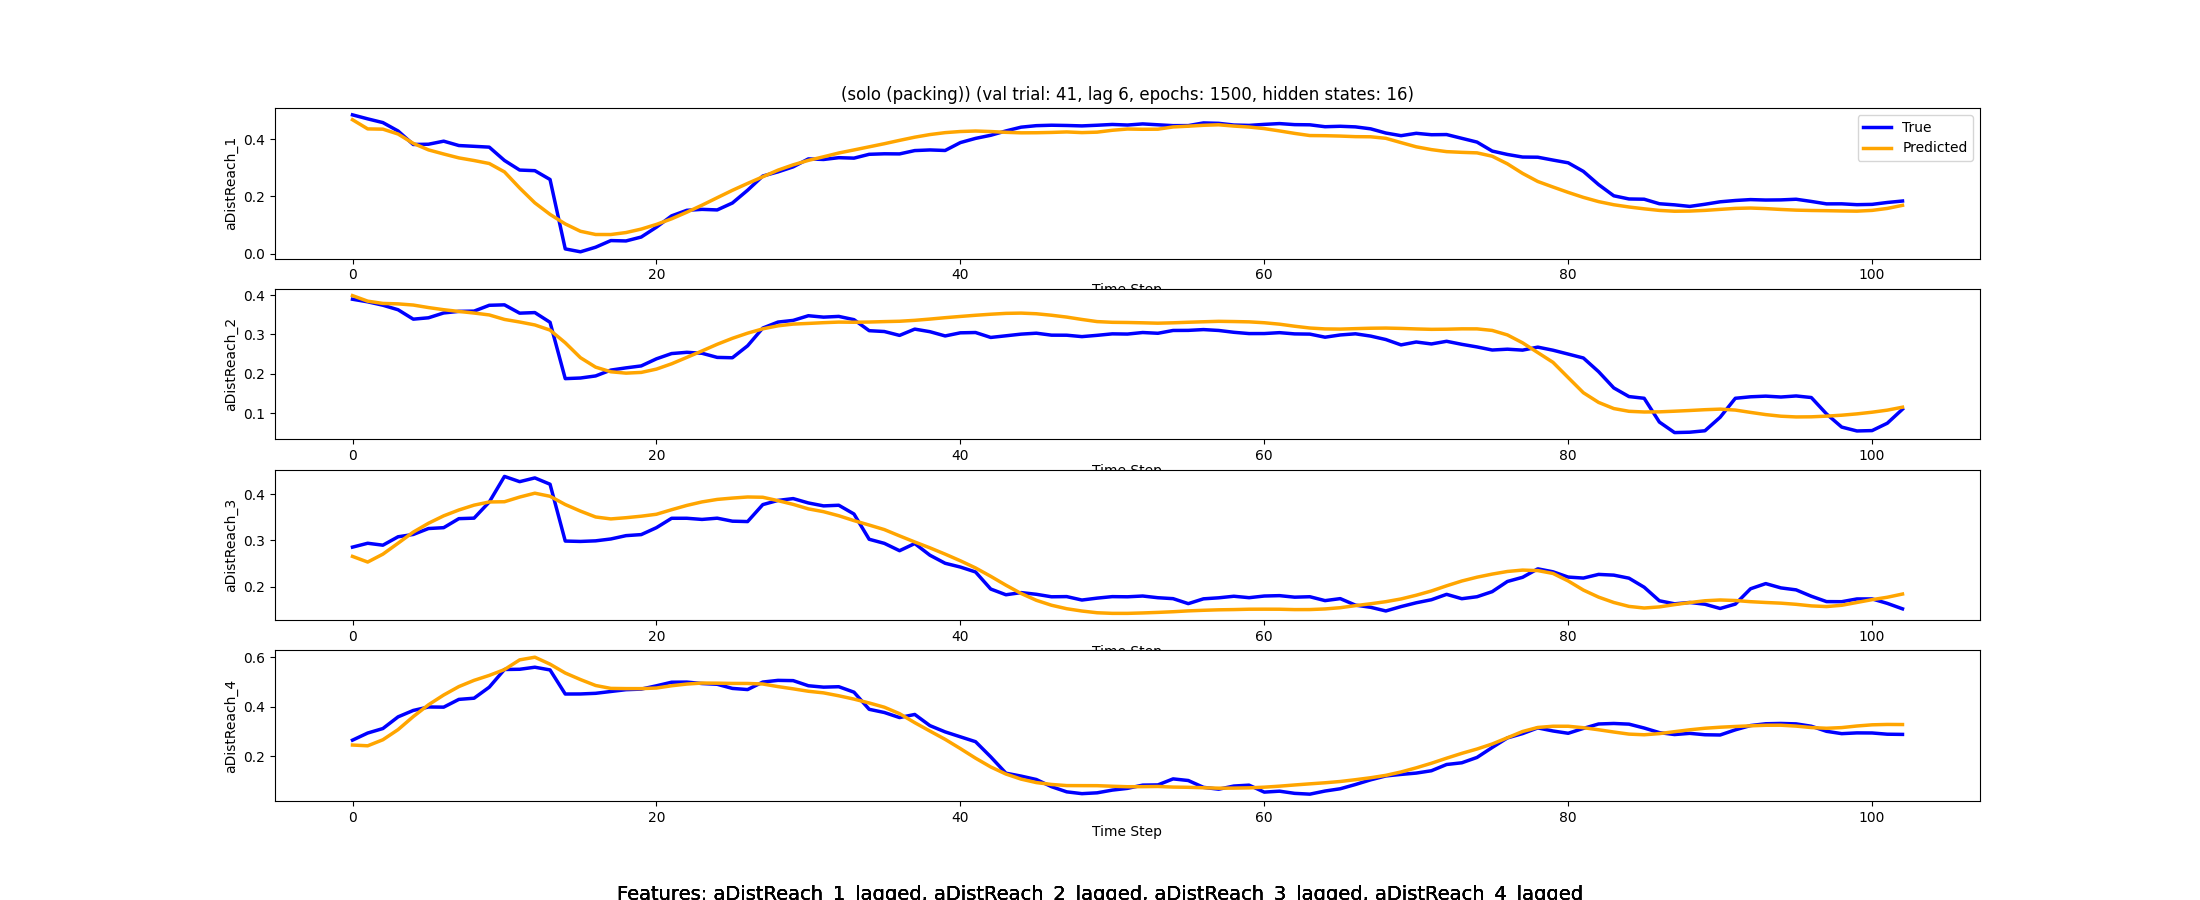 (solo (packing)) (val trial: 41, lag 6, epochs: 1500, hidden states: 16)
aDistReach_1
0.4
0.2
0.0
True
Predicted
0 20 40 60 80 100
Time Step
aDistReach_2
0.4
0.3
0.2
0.1
0 20 40 60 80 100
Time Step
aDistReach_3
0.4
0.3
0.2
0 20 40 60 80 100
Time Step
aDistReach_4
0.6
0.4
0.2
0 20 40 60 80 100
Time Step
Features: aDistReach_1_lagged, aDistReach_2_lagged, aDistReach_3_lagged, aDistReach_4_lagged